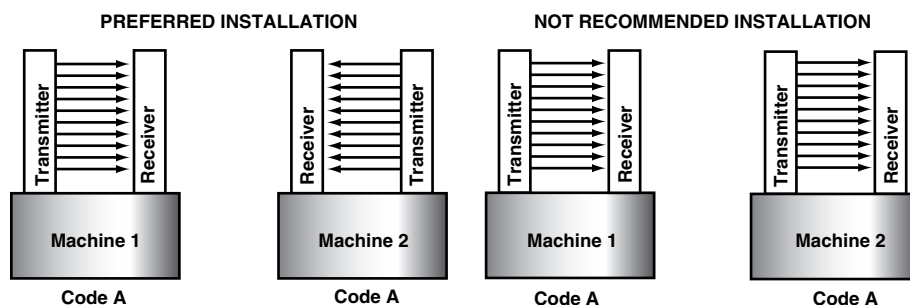 PREFERRED INSTALLATION
Transmitter
Receiver
Machine 1
Code A
Receiver
Transmitter
Machine 2
Code A
NOT RECOMMENDED INSTALLATION
Transmitter
Receiver
Machine 1
Code A
Transmitter
Receiver
Machine 2
Code A